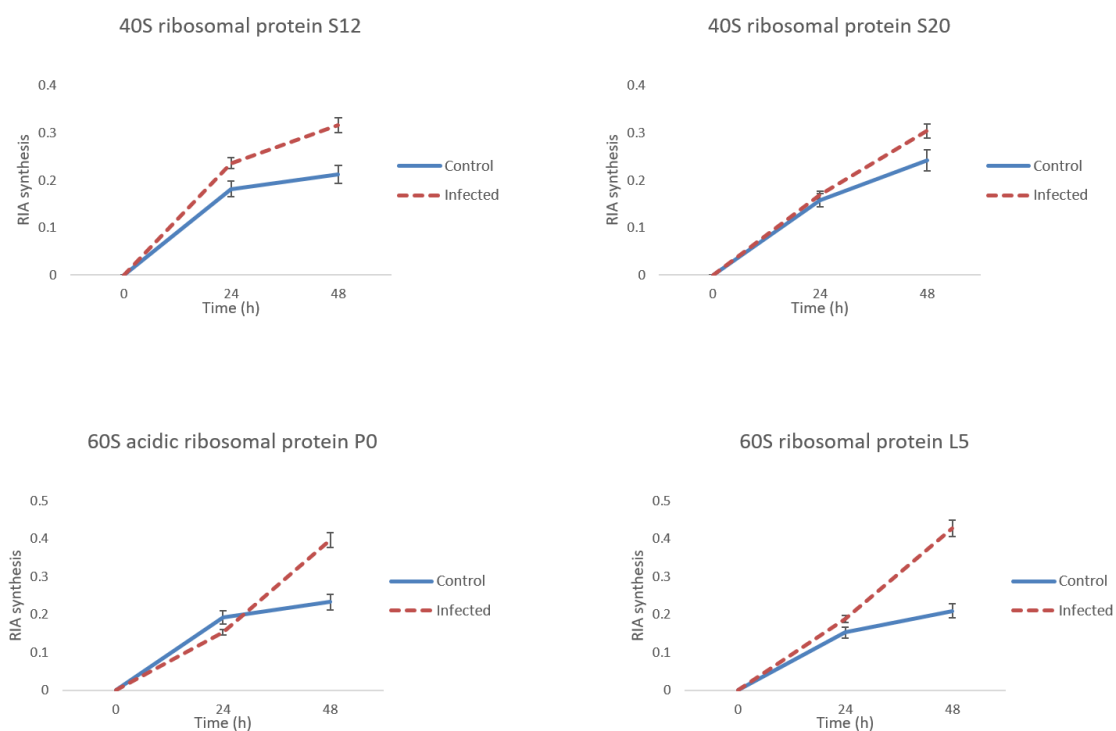 40S ribosomal protein S12
0.4
0.3
0.2
0.1
0
RIA synthesis
0 24 48
Time (h)
Control
Infected
40S ribosomal protein S20
0.4
0.3
0.2
0.1
0
RIA synthesis
0 24 48
Time (h)
Control
Infected
60S acidic ribosomal protein P0
0.5
0.4
0.3
0.2
0.1
0
RIA synthesis
0 24 48
Time (h)
Control
Infected
60S ribosomal protein L5
0.5
0.4
0.3
0.2
0.1
0
RIA synthesis
0 24 48
Time (h)
Control
Infected